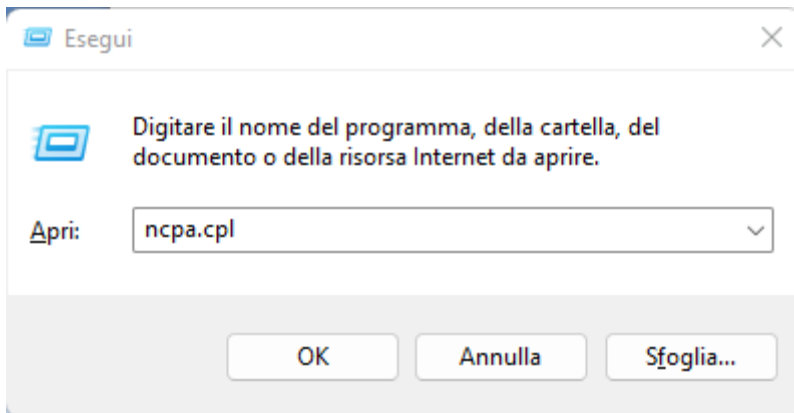 Esegui
Digitare il nome del programma, della cartella, del
documento o della risorsa Internet da aprire.
Apri: ncpa.cpl
OK Annulla Sfoglia...